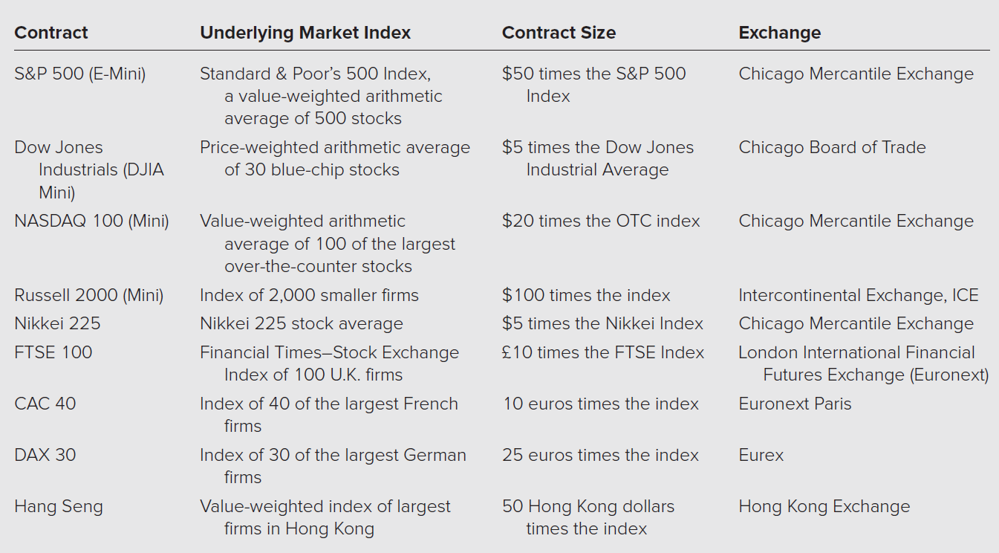 Contract Underlying Market Index Contract Size Exchange
S&P 500 (E-Mini) Standard & Poor’s 500 Index, $50 times the S&P 500 Chicago Mercantile Exchange
a value-weighted arithmetic Index
average of 500 stocks
Dow Jones Price-weighted arithmetic average $5 times the Dow Jones Chicago Board of Trade
Industrials (DJIA of 30 blue-chip stocks Industrial Average
Mini)
NASDAQ 100 (Mini) Value-weighted arithmetic $20 times the OTC index Chicago Mercantile Exchange
average of 100 of the largest
over-the-counter stocks
Russell 2000 (Mini) Index of 2,000 smaller firms $100 times the index Intercontinental Exchange, ICE
Nikkei 225 Nikkei 225 stock average $5 times the Nikkei Index Chicago Mercantile Exchange
FTSE 100 Financial Times–Stock Exchange £10 times the FTSE Index London International Financial
Index of 100 U.K. firms Futures Exchange (Euronext)
CAC 40 Index of 40 of the largest French 10 euros times the index Euronext Paris
firms
DAX 30 Index of 30 of the largest German 25 euros times the index Eurex
firms
Hang Seng Value-weighted index of largest 50 Hong Kong dollars Hong Kong Exchange
firms in Hong Kong times the index